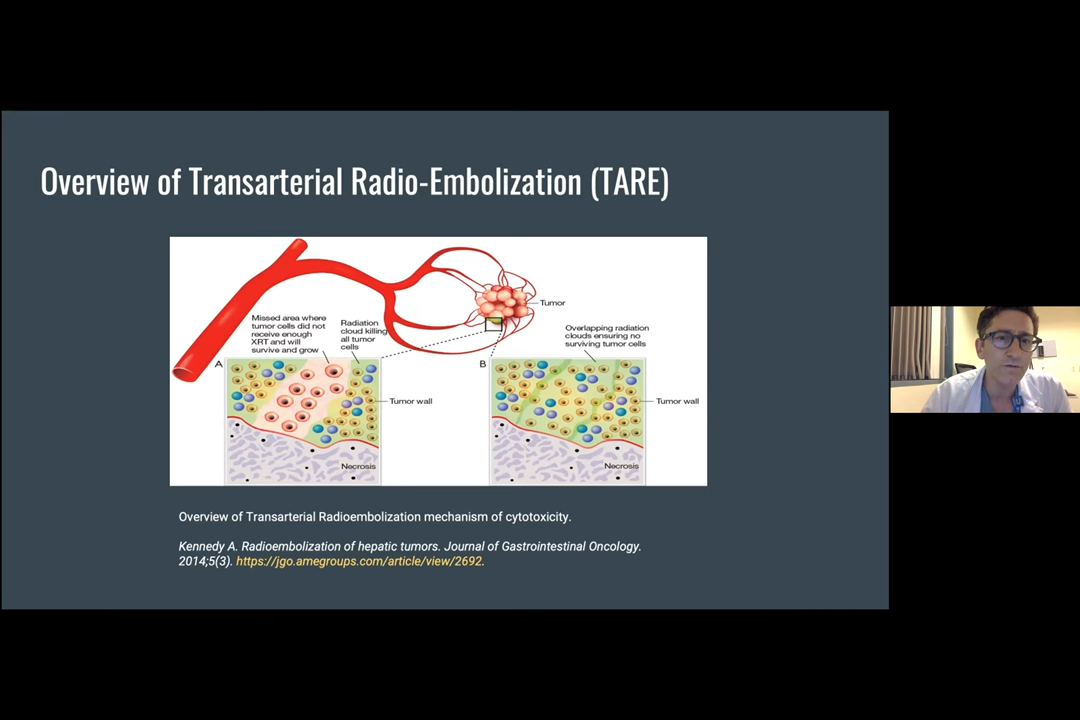 Overview of Transarterial Radio-Embolization (TARE)
Tumor
Missed area where
tumor cells did not
receive enough
XRT and will
survive and grow
Radiation
cloud killing
all tumor
cells
Overlapping radiation
clouds ensuring no
surviving tumor cells
A
Tumor wall
Necrosis
B
Tumor wall
Necrosis
Overview of Transarterial Radioembolization mechanism of cytotoxicity.
Kennedy A. Radioembolization of hepatic tumors. Journal of Gastrointestinal Oncology.
2014;5(3). https://jgo.amegroups.com/article/view/2692.